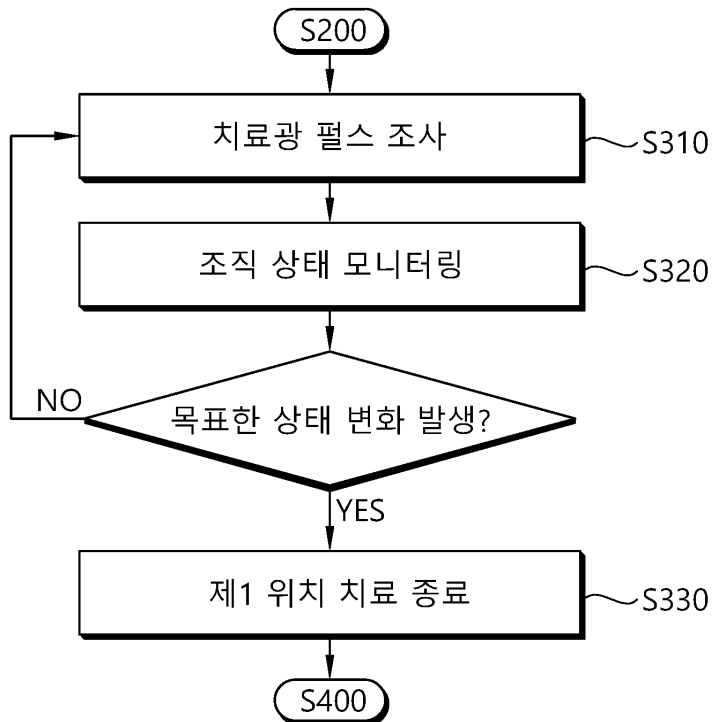 S200
치료광 펄스 조사
S310
조직 상태 모니터링
S320
NO
목표한 상태 변화 발생?
YES
제1 위치 치료 종료
S330
S400